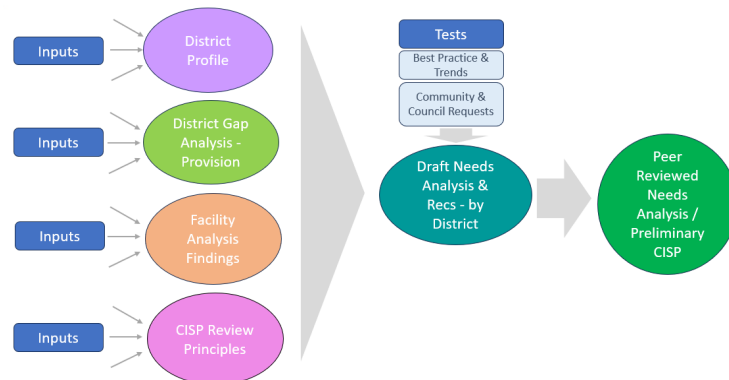 Inputs
District
Profile
Inputs
District Gap
Analysis -
Provision
Inputs
Facility
Analysis
Findings
Inputs
CISP Review
Principles
Tests
Best Practice &
Trends
Community &
Council Requests
Draft Needs
Analysis &
Recs - by
District
Peer
Reviewed
Needs
Analysis /
Preliminary
CISP